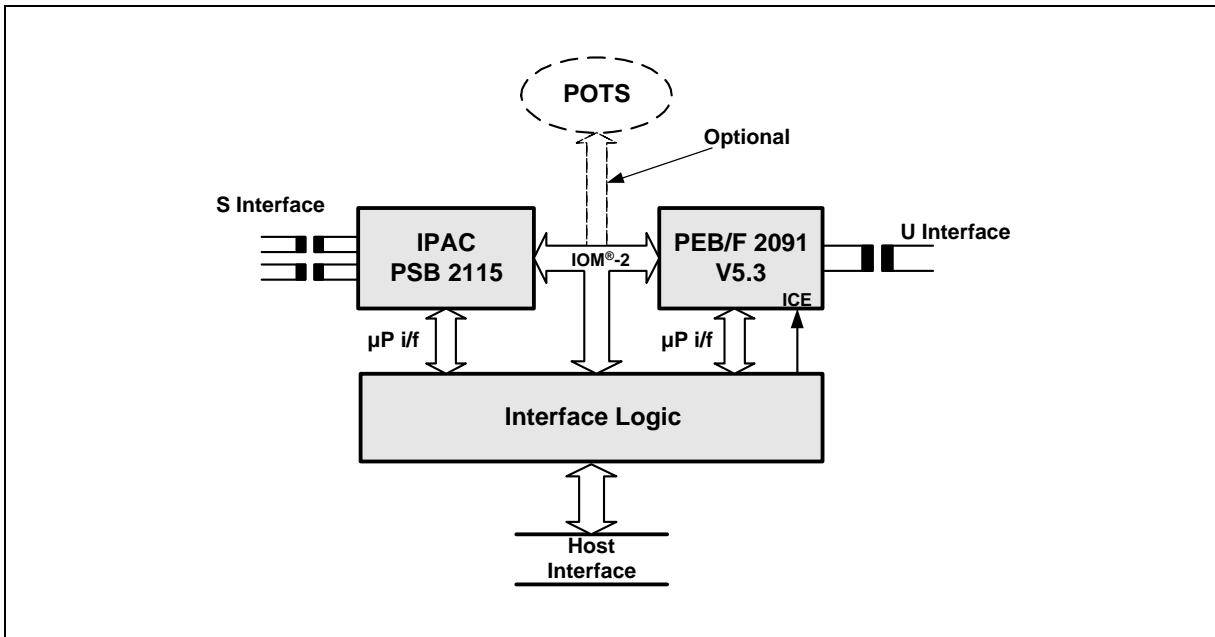 POTS
Optional
S Interface
IPAC
PSB 2115
IOM®-2
PEB/F 2091
V5.3
ICE
U Interface
µP i/f
µP i/f
Interface Logic
Host
Interface